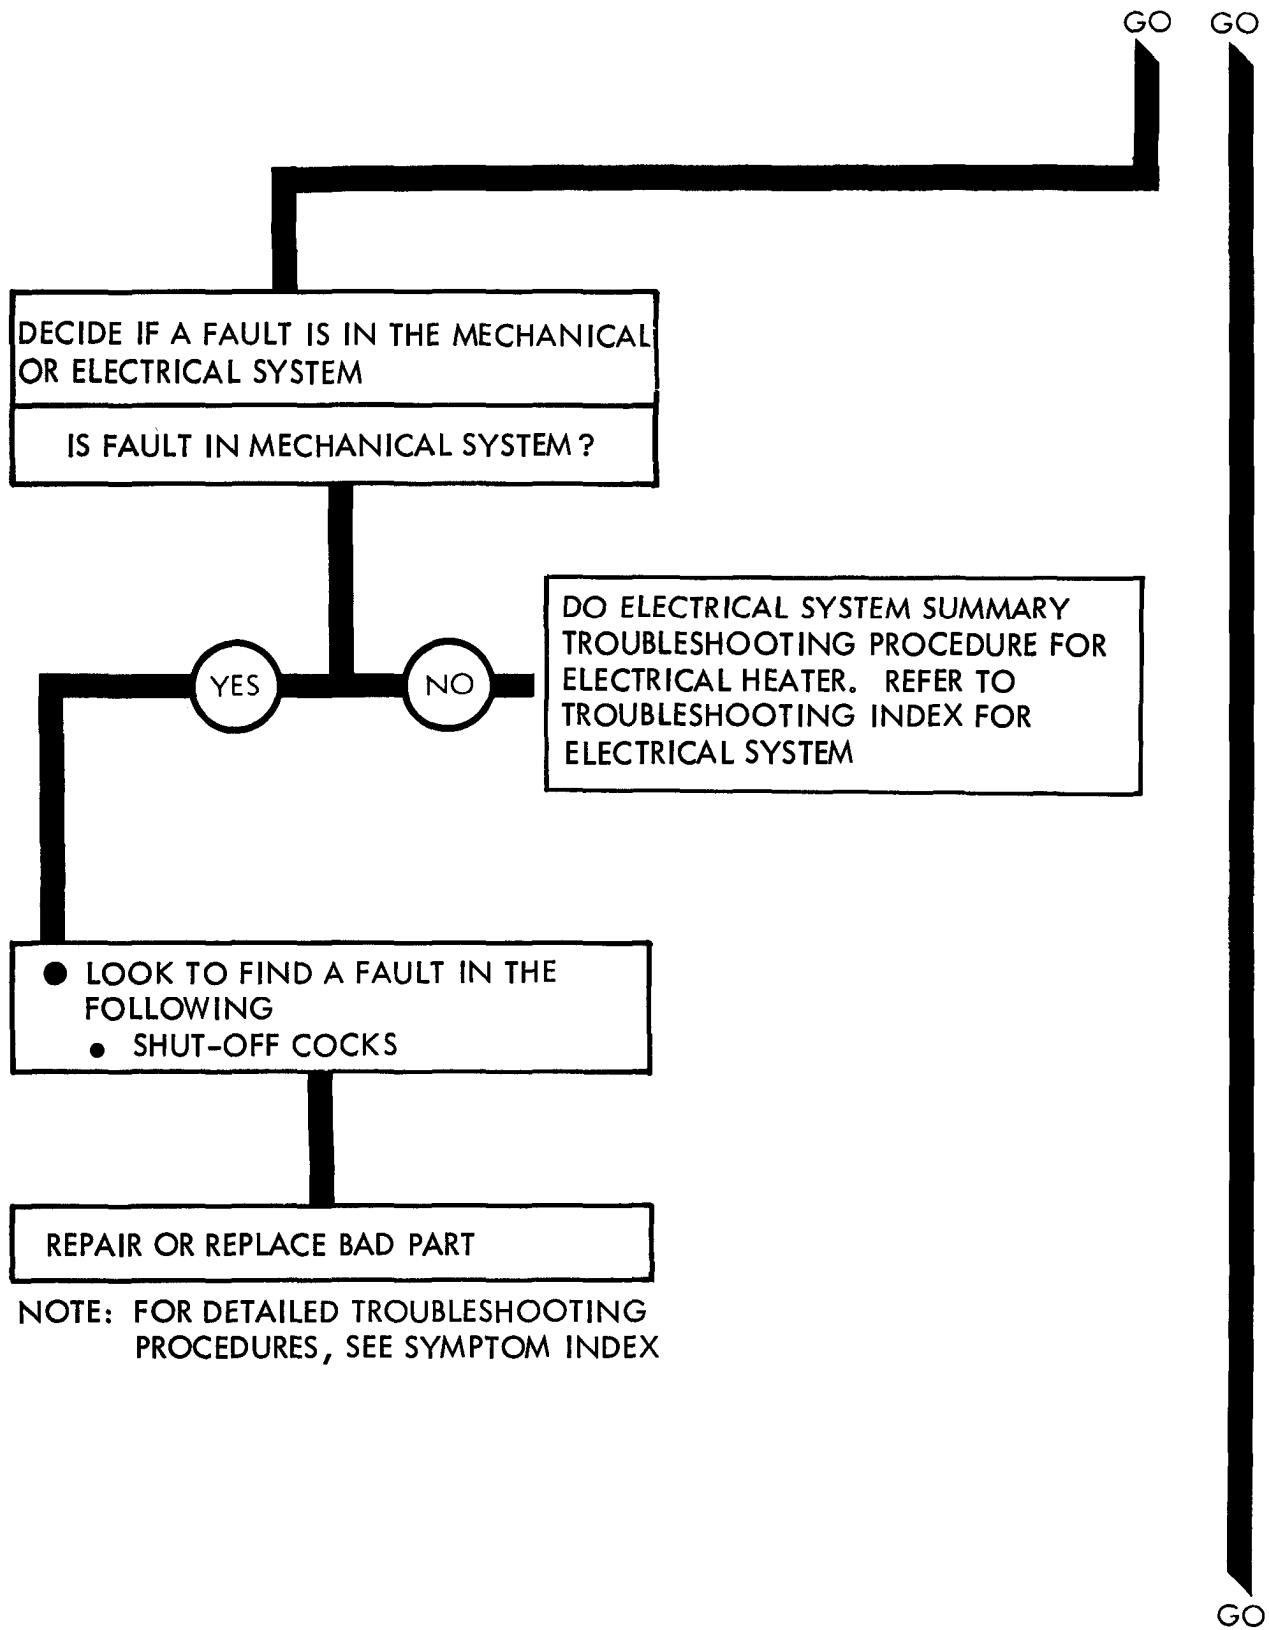 GO GO
DECIDE IF A FAULT IS IN THE MECHANICAL
OR ELECTRICAL SYSTEM
IS FAULT IN MECHANICAL SYSTEM?
YES
NO
DO ELECTRICAL SYSTEM SUMMARY
TROUBLESHOOTING PROCEDURE FOR
ELECTRICAL HEATER. REFER TO
TROUBLESHOOTING INDEX FOR
ELECTRICAL SYSTEM
● LOOK TO FIND A FAULT IN THE
FOLLOWING
● SHUT-OFF COCKS
REPAIR OR REPLACE BAD PART
NOTE: FOR DETAILED TROUBLESHOOTING
PROCEDURES, SEE SYMPTOM INDEX
GO